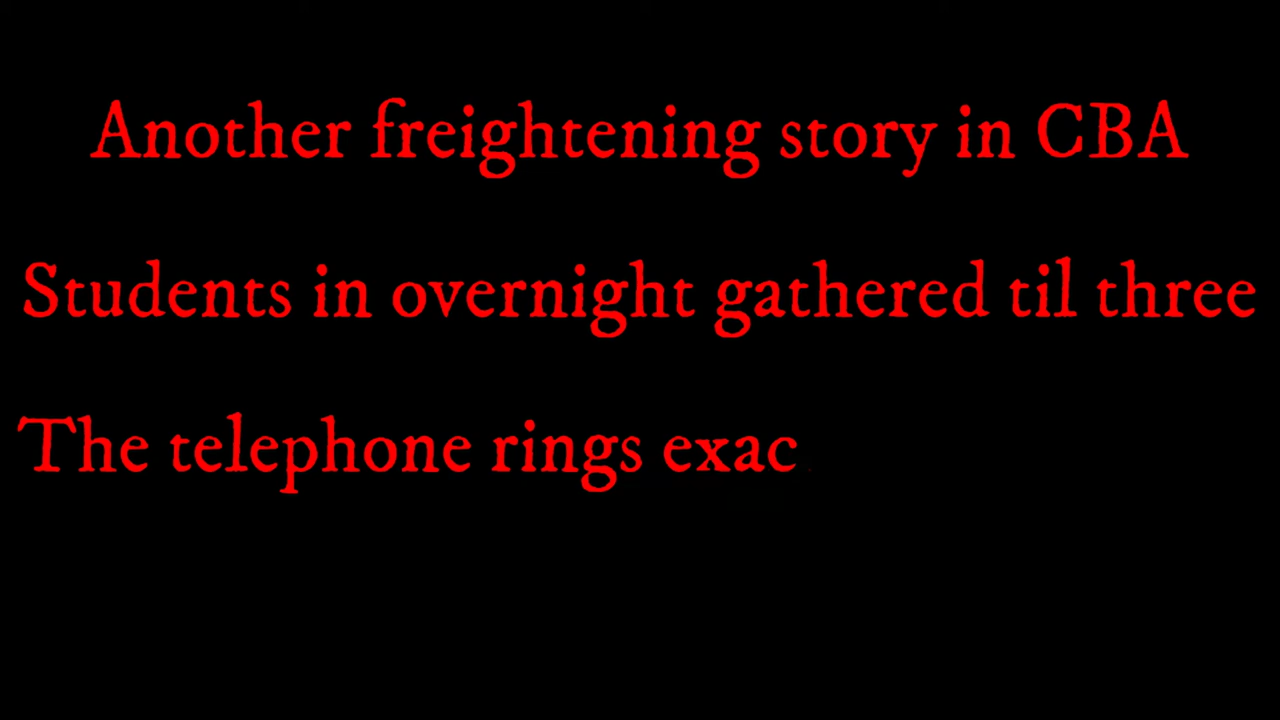 Another freightening story in CBA
Students in overnight gathered til three
The telephone rings exac